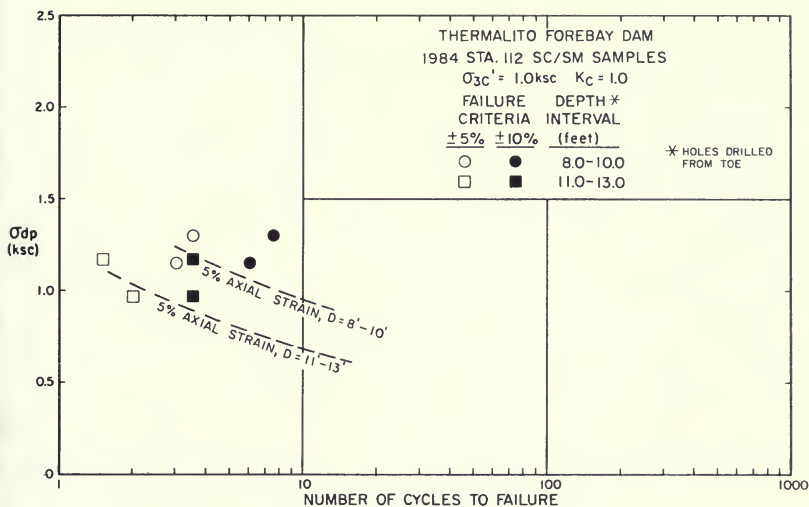 THERMALITO FOREBAY DAM
1984 STA. 112 SC/SM SAMPLES
σ3c' = 1.0ksc Kc = 1.0
FAILURE DEPTH *
CRITERIA INTERVAL
±5% ±10% (feet)
8.0-10.0
11.0-13.0
* HOLES DRILLED
FROM TOE
2.5
2.0
1.5
1.0
0.5
0
σdp
(ksc)
5% AXIAL STRAIN, D=8'-10'
5% AXIAL STRAIN, D=11'-13'
1 10 100 1000
NUMBER OF CYCLES TO FAILURE